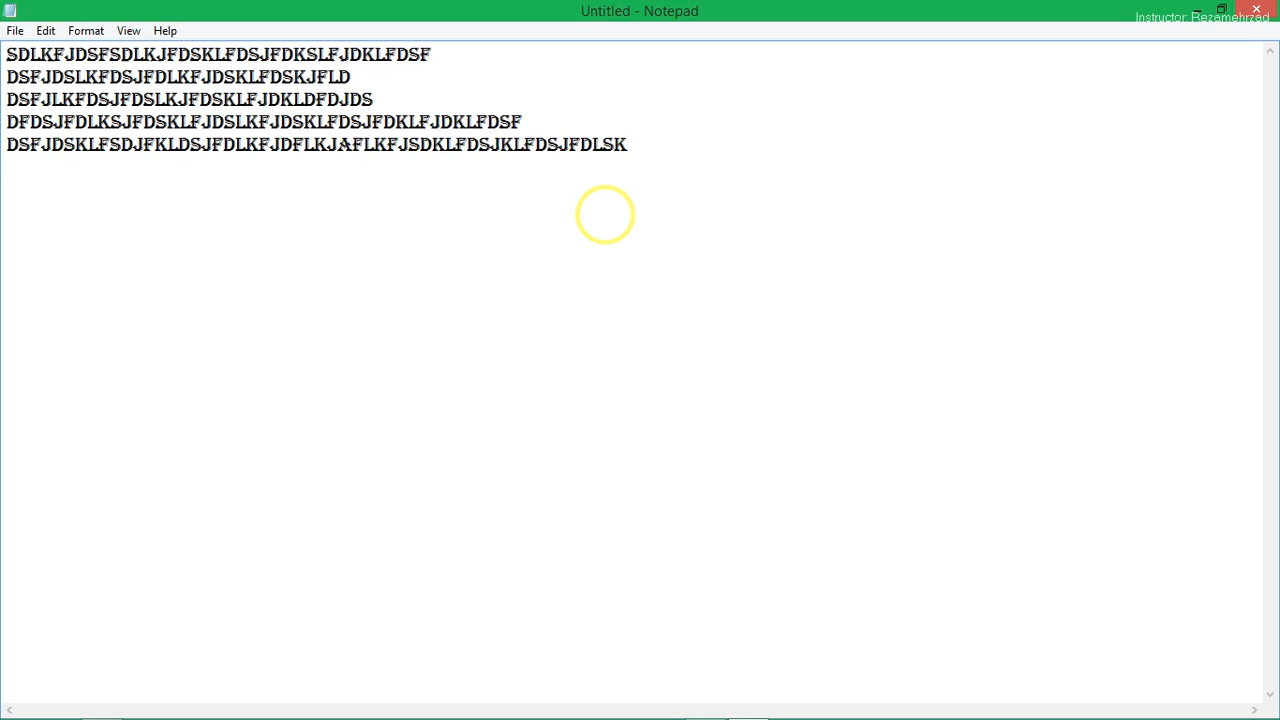 Untitled - Notepad
Instructor: Rezamehrzad
File Edit Format View Help
SDLKFJDSFSDLKJFDSKLFDSJFDKSLFJDKLFDSF
DSFJDSLKFDSJFDLKFJDSKLFDSKJFLD
DSFJLKFDSJFDSLKJFDSKLFJDKLDFDJDS
DFDSJFDLKSJFDSKLFJDSLKFJDSKLFDSJFDKLFJDKLFDSF
DSFJDSKLFSDJFKLDSJFDLKFJDFLKJAFLKFJSDKLFDSJKLFDSJFDLSK